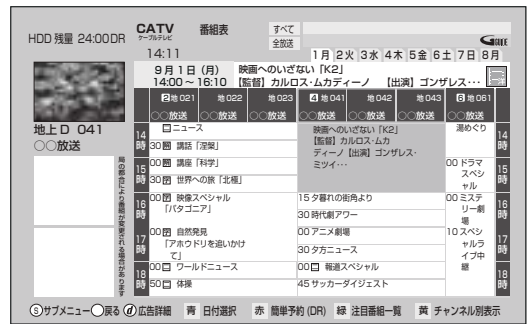 HDD 残量 24:00DR
CATV
ケーブルテレビ
番組表
すべて
全放送
GGUIDE
14:11
1月 2火 3水 4木 5金 6土 7日 8月
9月1日(月) 映画へのいざない「K2」
14:00~16:10 【監督】カルロ・ムカディーノ 【出演】ゴンザレス・・・
2 地021 地022 地023 4 地041 地042 地043 6 地061
○○放送 ○○放送 ○○放送 ○○放送 ○○放送 ○○放送 ○○放送
地上D 041
○○放送
局の都合により番組が変更される場合があります
14時
ニュース
30 講話「涅槃」
映画へのいざない「K2」
【監督】カルロス・ムカ
ディーノ【出演】ゴンザレス・
ミツイ・・・
湯めぐり
14時
15時
00 講座「科学」
30 世界への旅「北極」
00 ドラマ
スペシ
ャル
15時
16時
00 映像スペシャル
「パタゴニア」
15 夕暮れの街角より
30 時代劇アワー
00 ミステ
リー劇
場
16時
17時
00 自然発見
「アホウドリを追いかけ
て」
00 アニメ劇場
30 夕方ニュース
10 スペシ
ャルラ
イブ中
継
17時
18時
00 ワールドニュース
50 体操
00 報道スペシャル
45 サッカーダイジェスト
18時
Ⓢサブメニュー 戻る ⓓ広告詳細 青 日付選択 赤 簡単予約(DR) 緑 注目番組一覧 黄 チャンネル別表示